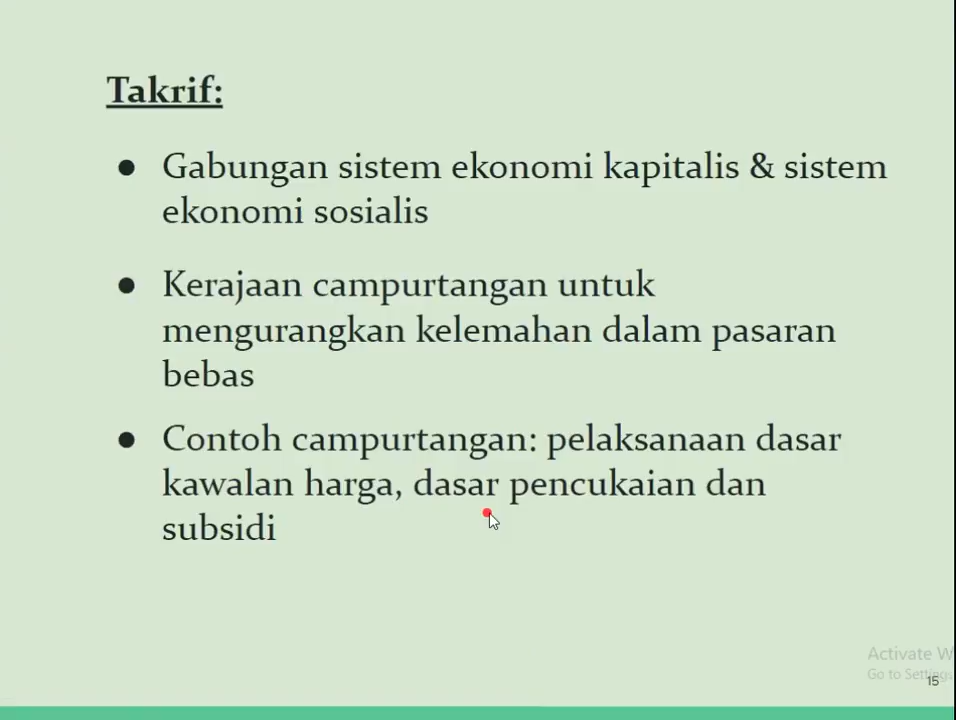 Takrif:
● Gabungan sistem ekonomi kapitalis & sistem
ekonomi sosialis
● Kerajaan campurtangan untuk
mengurangkan kelemahan dalam pasaran
bebas
● Contoh campurtangan: pelaksanaan dasar
kawalan harga, dasar pencukaian dan
subsidi
Activate W
Go to Settings
15